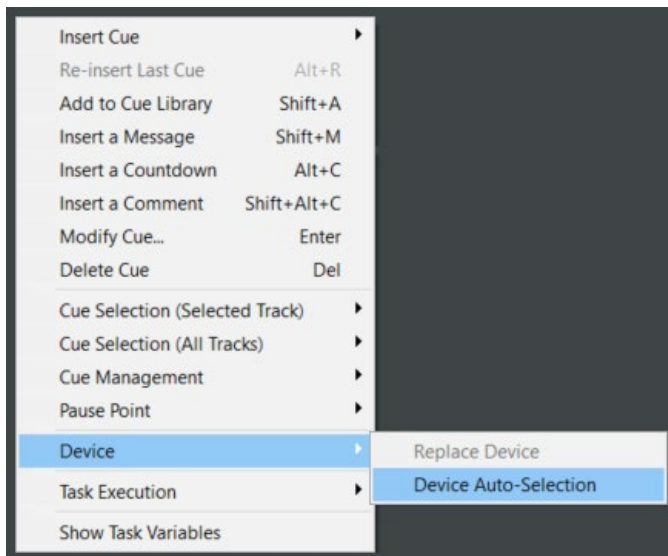 Insert Cue
Re-insert Last Cue Alt+R
Add to Cue Library Shift+A
Insert a Message Shift+M
Insert a Countdown Alt+C
Insert a Comment Shift+Alt+C
Modify Cue... Enter
Delete Cue Del
Cue Selection (Selected Track)
Cue Selection (All Tracks)
Cue Management
Pause Point
Device
Replace Device
Device Auto-Selection
Task Execution
Show Task Variables